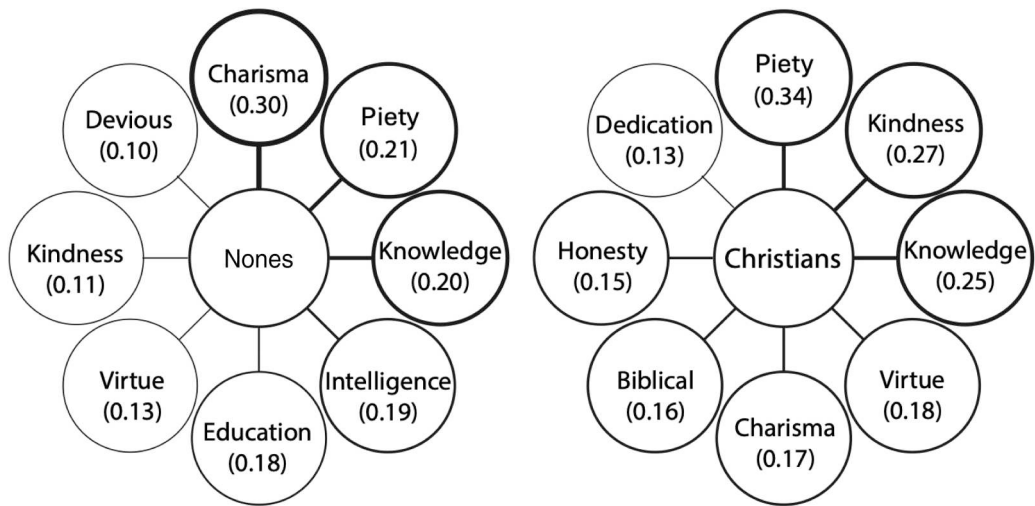 Nones
Charisma
(0.30)
Piety
(0.21)
Knowledge
(0.20)
Intelligence
(0.19)
Education
(0.18)
Virtue
(0.13)
Kindness
(0.11)
Devious
(0.10)
Christians
Piety
(0.34)
Kindness
(0.27)
Knowledge
(0.25)
Virtue
(0.18)
Charisma
(0.17)
Biblical
(0.16)
Honesty
(0.15)
Dedication
(0.13)